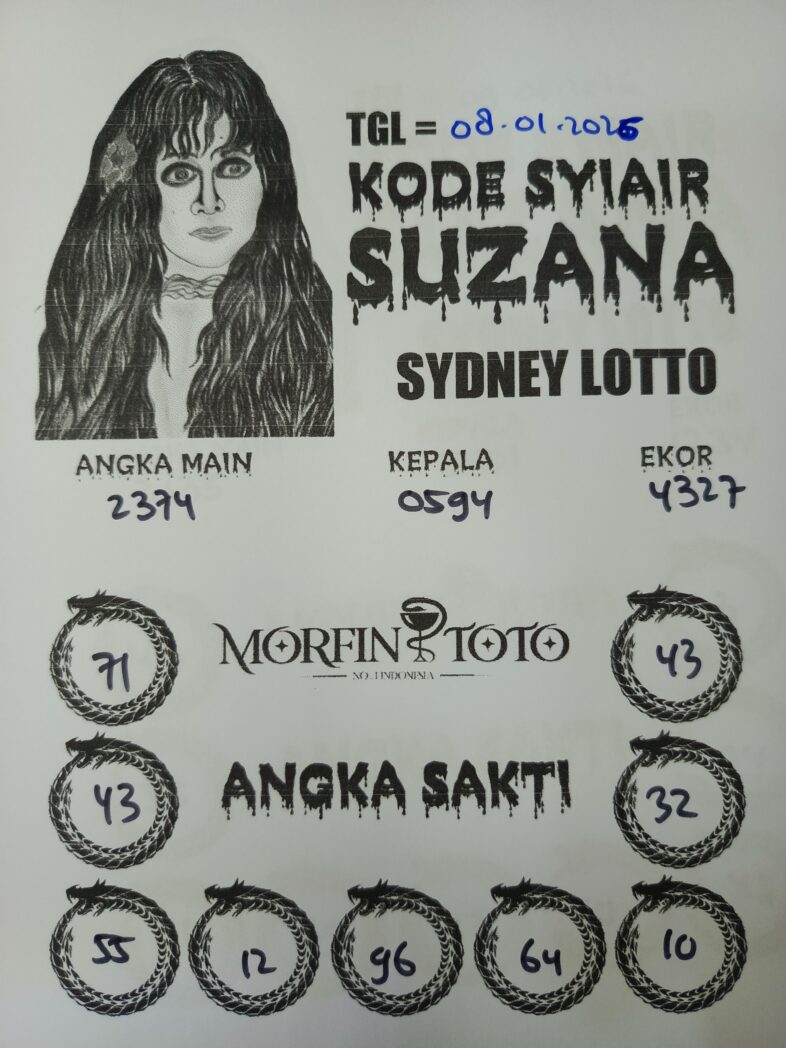 TGL = 08.01.2026
KODE SYIAIR
SUZANA
SYDNEY LOTTO
ANGKA MAIN KEPALA EKOR
2374 0594 4327
71 MORFIN TOTO 43
NO.1 INDONESIA
43 ANGKA SAKTI 32
55 12 96 64 10